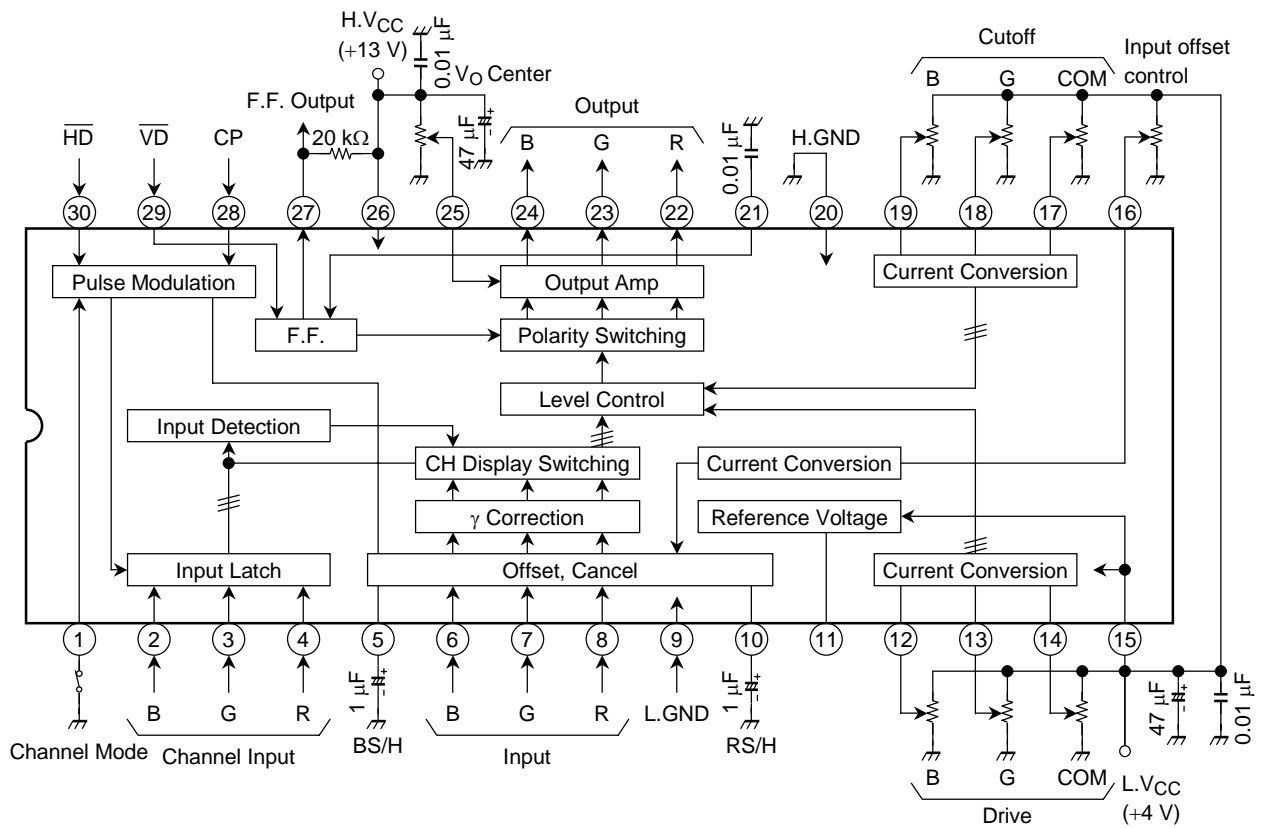 H.VCC
(+13 V)
0.01 µF
VO Center
F.F. Output
20 kΩ
47 µF
+
Output
B
G
R
0.01 µF
H.GND
Cutoff
B
G
COM
Input offset
control
HD
VD
CP
30
29
28
27
26
25
24
23
22
21
20
19
18
17
16
Pulse Modulation
Output Amp
Current Conversion
F.F.
Polarity Switching
Level Control
Input Detection
CH Display Switching
Current Conversion
γ Correction
Reference Voltage
Input Latch
Offset, Cancel
Current Conversion
1
2
3
4
5
6
7
8
9
10
11
12
13
14
15
Channel Mode
B
G
R
Channel Input
1 µF
+
BS/H
B
G
R
Input
L.GND
1 µF
+
RS/H
B
G
COM
Drive
L.VCC
(+4 V)
47 µF
+
0.01 µF